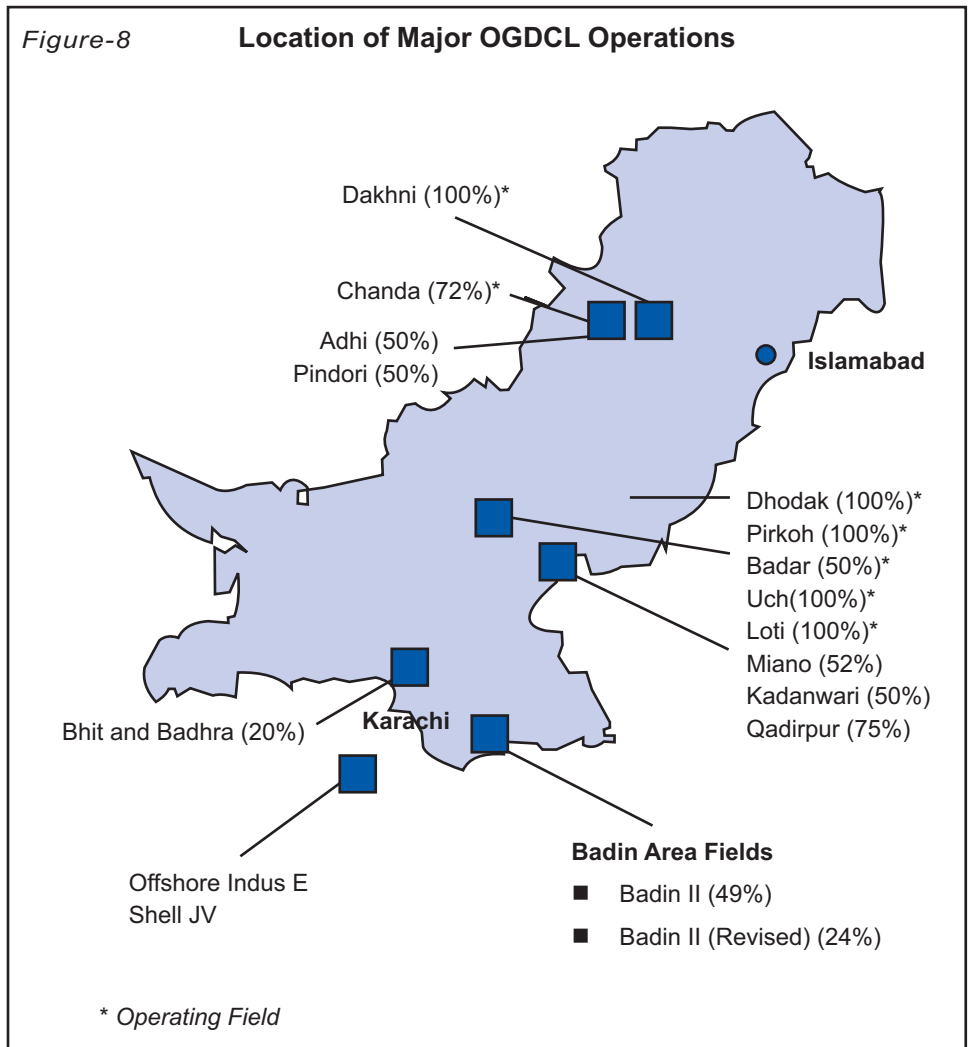 Figure-8
Location of Major OGDCL Operations
Dakhni (100%)*
Chanda (72%)*
Adhi (50%)
Pindori (50%)
Islamabad
Dhodak (100%)*
Pirkoh (100%)*
Badar (50%)*
Uch(100%)*
Loti (100%)*
Miano (52%)
Kadanwari (50%)
Qadirpur (75%)
Karachi
Bhit and Badhra (20%)
Offshore Indus E
Shell JV
Badin Area Fields
■ Badin II (49%)
■ Badin II (Revised) (24%)
* Operating Field